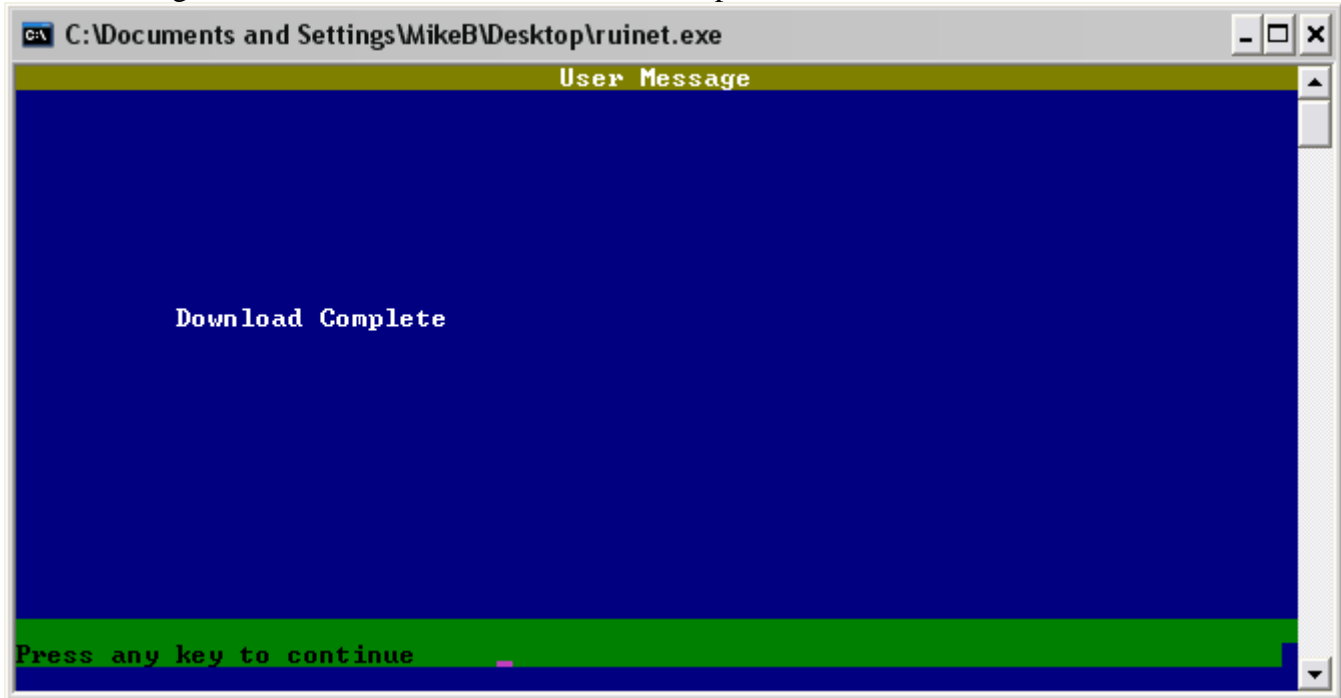 C:\Documents and Settings\MikeB\Desktop\ruinet.exe
User Message
Download Complete
Press any key to continue